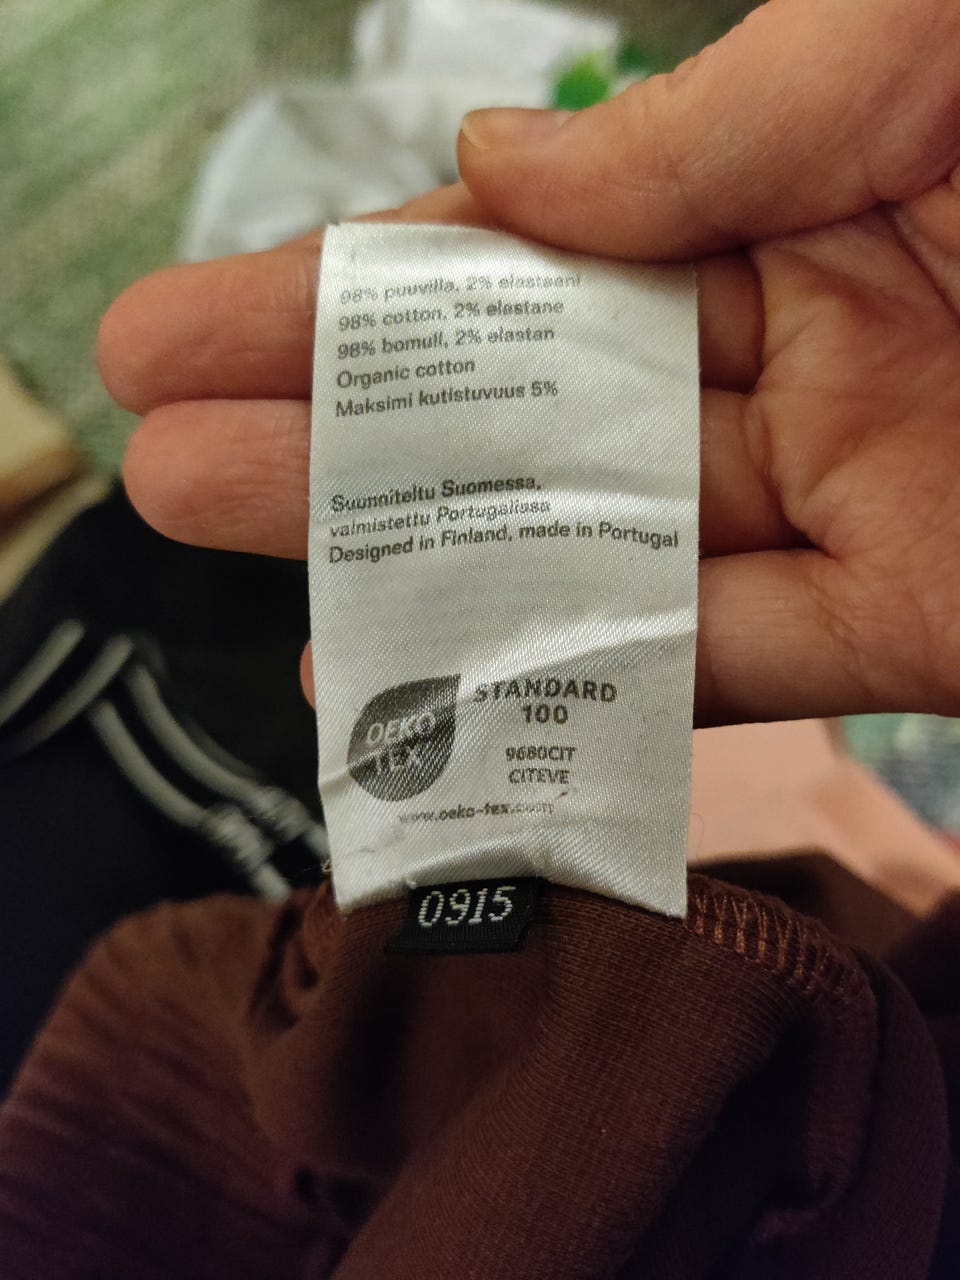 98% puuvilla, 2% elastaani
98% cotton, 2% elastane
98% bomull, 2% elastan
Organic cotton
Maksimi kutistuvuus 5%
Suunniteltu Suomessa,
valmistettu Portugalissa
Designed in Finland, made in Portugal
OEKO
TEX
STANDARD
100
9680CIT
CITEVE
www.oeko-tex.com
0915